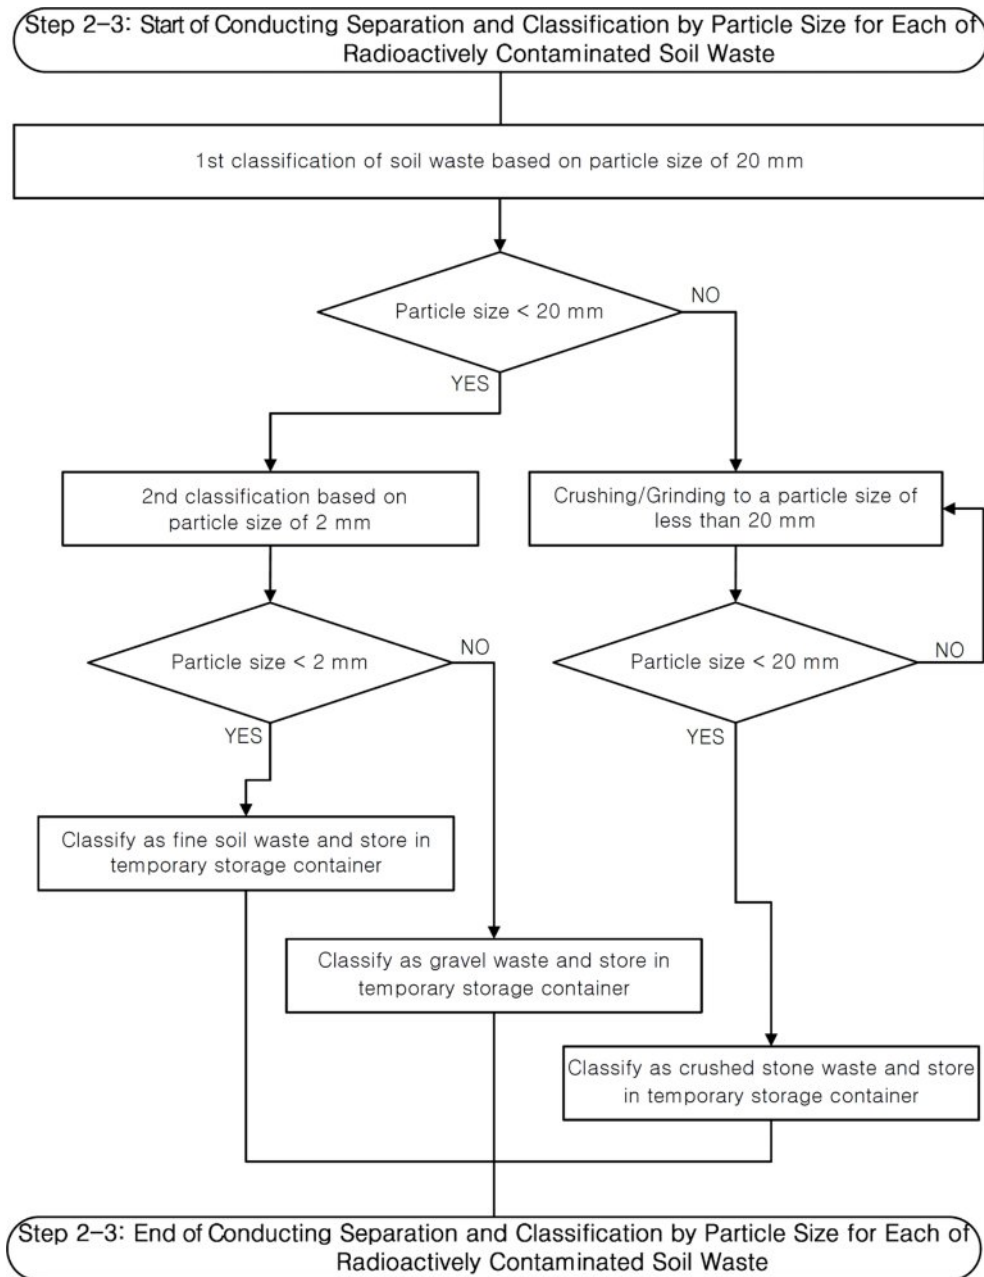 Step 2-3: Start of Conducting Separation and Classification by Particle Size for Each of
Radioactively Contaminated Soil Waste
1st classification of soil waste based on particle size of 20 mm
Particle size < 20 mm
NO
YES
2nd classification based on
particle size of 2 mm
Crushing/Grinding to a particle size of
less than 20 mm
Particle size < 2 mm
NO
YES
Particle size < 20 mm
NO
YES
Classify as fine soil waste and store in
temporary storage container
Classify as gravel waste and store in
temporary storage container
Classify as crushed stone waste and store
in temporary storage container
Step 2-3: End of Conducting Separation and Classification by Particle Size for Each of
Radioactively Contaminated Soil Waste